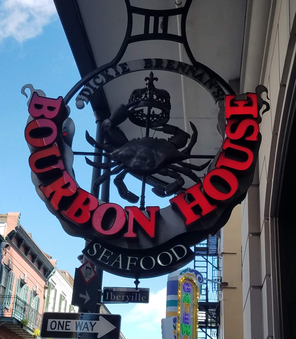 DICKIE BRENNAN'S
BOURBON HOUSE
SEAFOOD
Iberville
ONE WAY